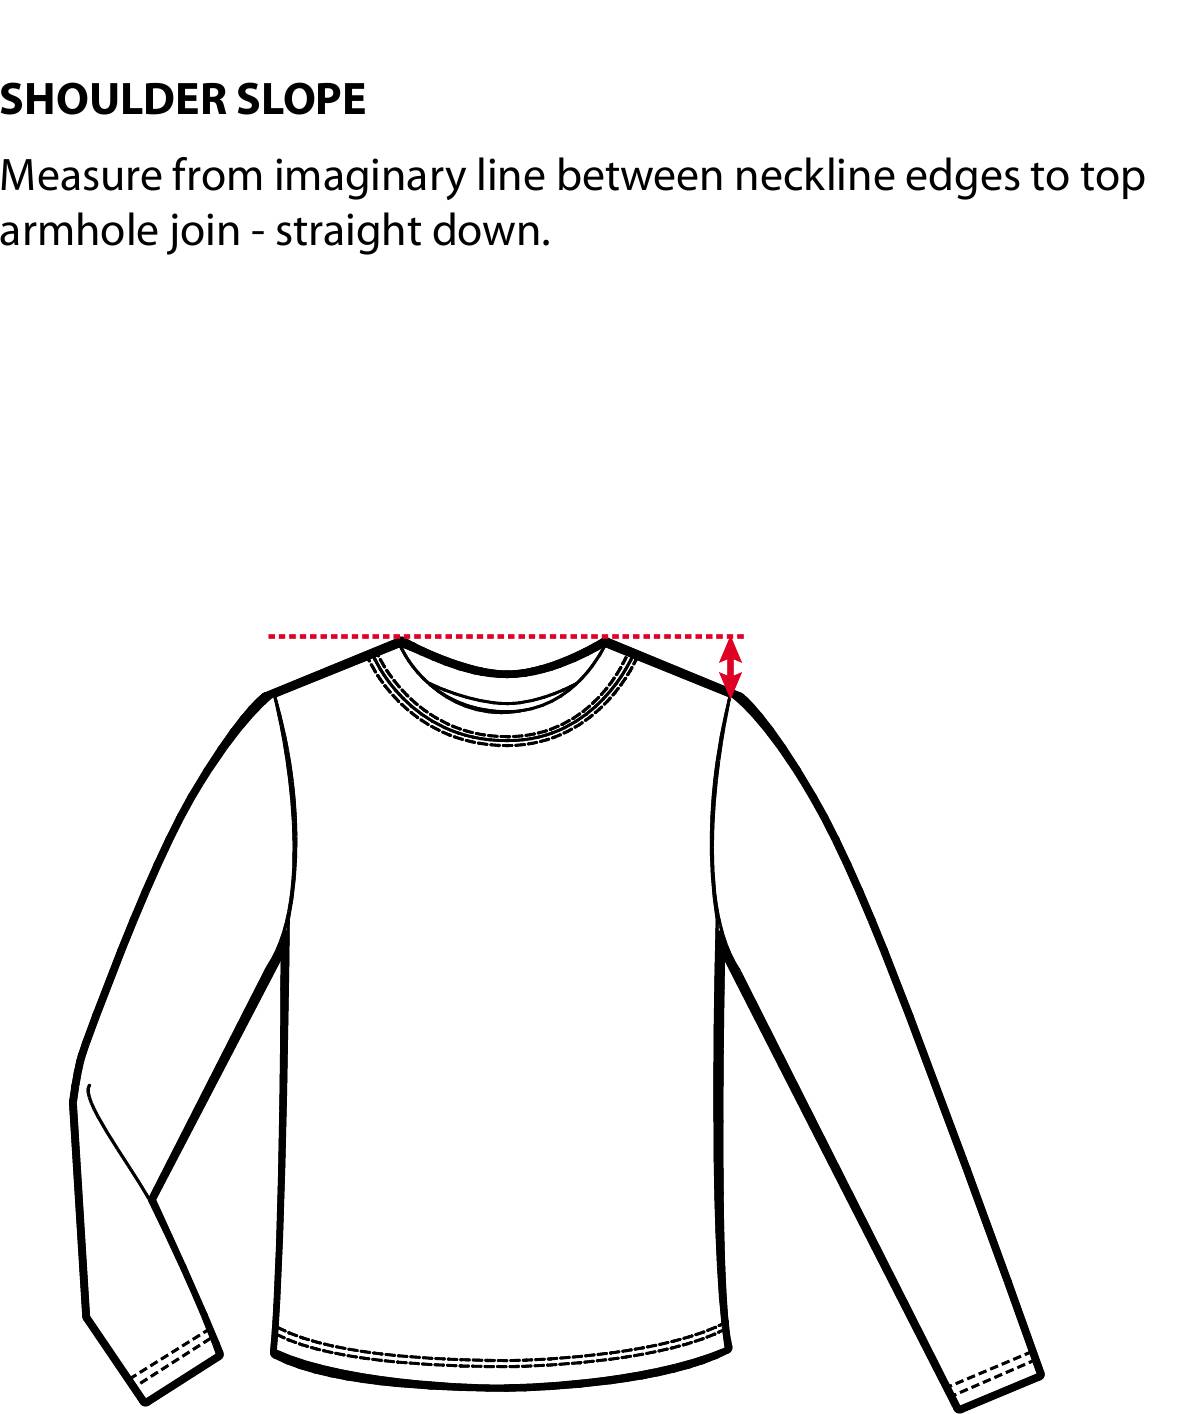 SHOULDER SLOPE
Measure from imaginary line between neckline edges to top
armhole join - straight down.